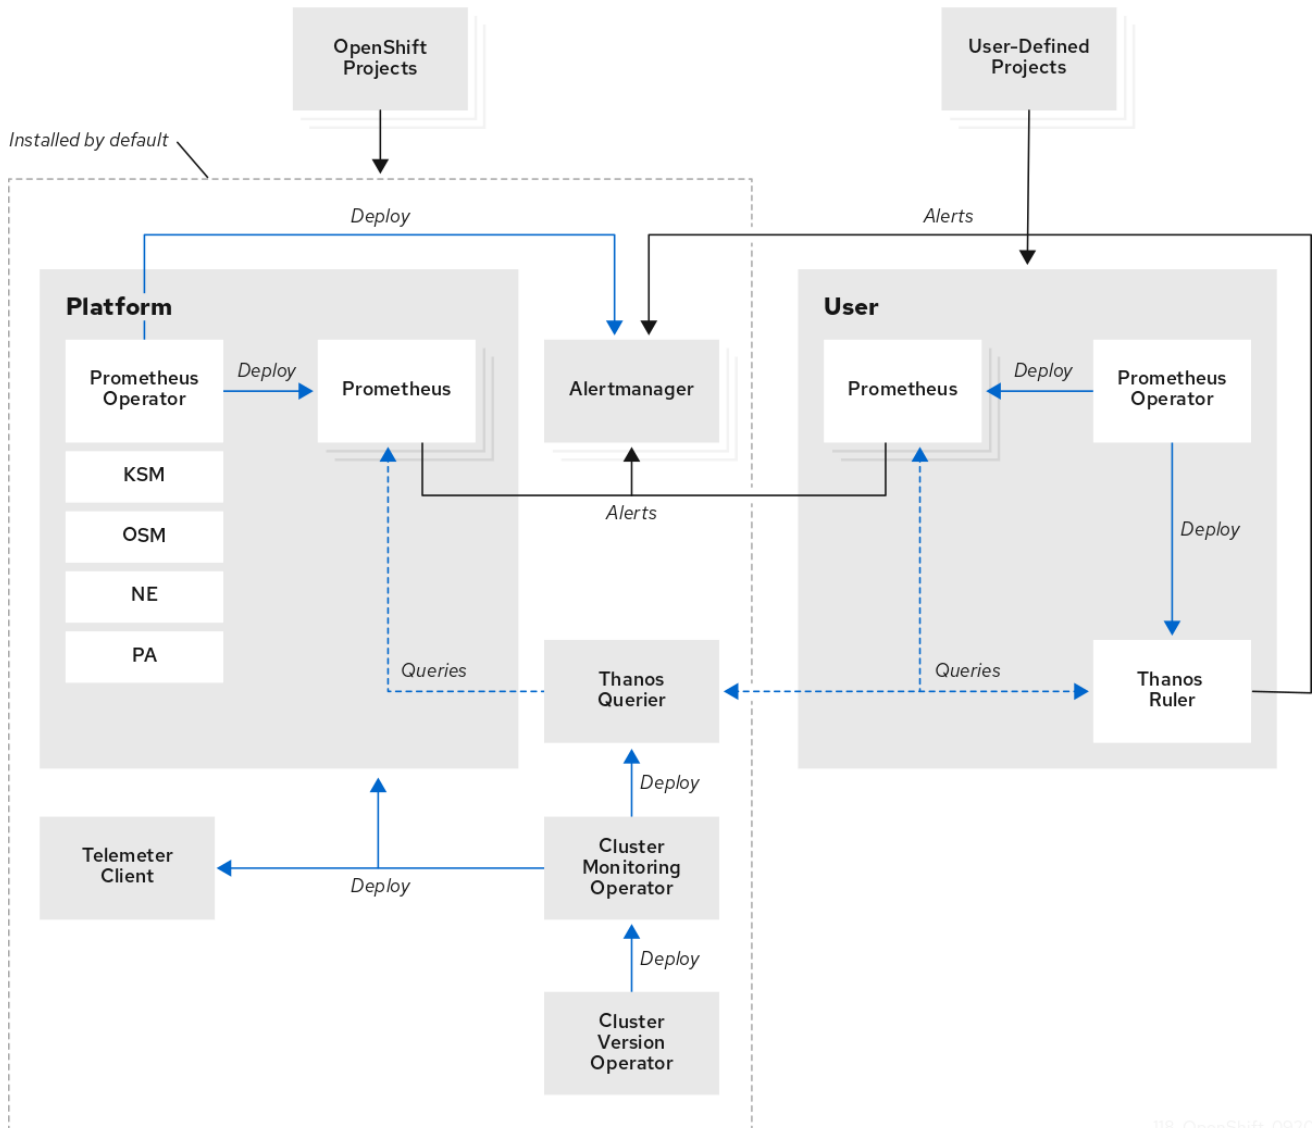 OpenShift
Projects
User-Defined
Projects
Installed by default
Deploy
Alerts
Platform
User
Prometheus
Operator
Deploy
Prometheus
Alertmanager
Prometheus
Deploy
Prometheus
Operator
KSM
OSM
NE
PA
Alerts
Deploy
Queries
Thanos
Querier
Queries
Thanos
Ruler
Deploy
Telemeter
Client
Deploy
Cluster
Monitoring
Operator
Deploy
Cluster
Version
Operator